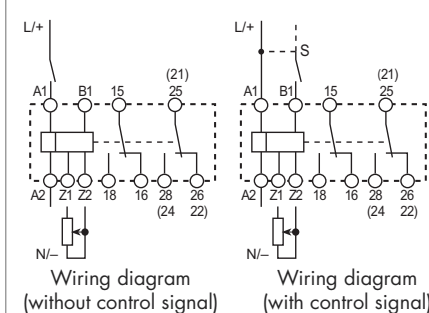 L/+
A1 B1 15 (21) 25
A2 Z1 Z2 18 16 28 26
(24 22)
N/–
Wiring diagram
(without control signal)
L/+
S
A1 B1 15 (21) 25
A2 Z1 Z2 18 16 28 26
(24 22)
N/–
Wiring diagram
(with control signal)